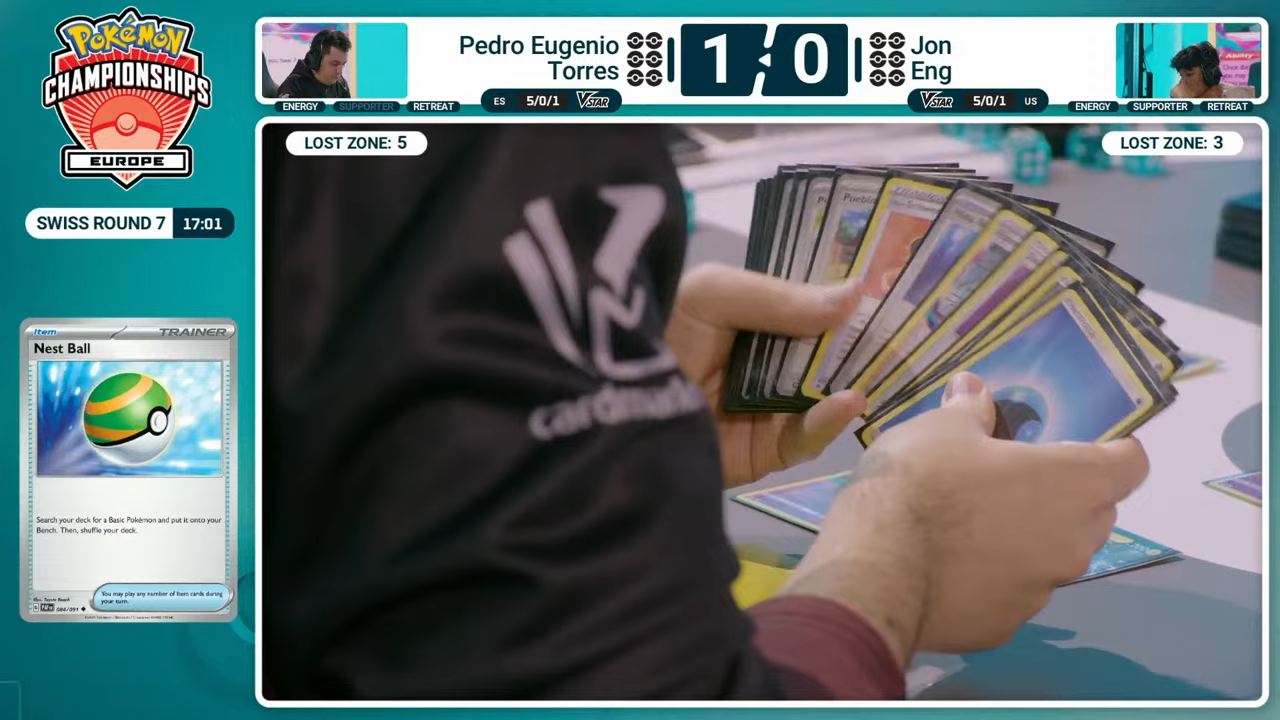 Pokémon
CHAMPIONSHIPS
EUROPE
SWISS ROUND 7 17:01
Item TRAINER
Nest Ball
Search your deck for a Basic Pokémon and put it onto your
Bench. Then, shuffle your deck.
You may play any number of Item cards during
your turn.
Pedro Eugenio
Torres
1 0
Jon
Eng
ENERGY SUPPORTER RETREAT
ES 5/0/1 VSTAR
VSTAR 5/0/1 US
ENERGY SUPPORTER RETREAT
LOST ZONE: 5
LOST ZONE: 3